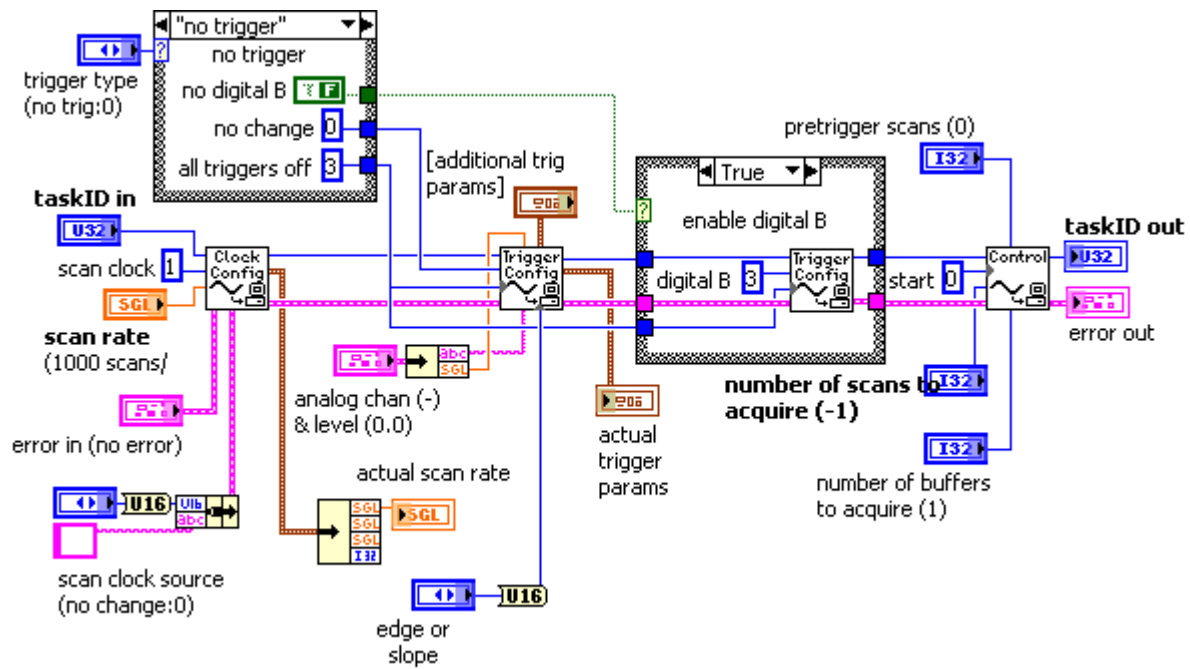 "no trigger"
no trigger
trigger type
(no trig:0)
no digital B
F
no change
0
all triggers off
3
pretrigger scans (0)
I32
[additional trig
params]
True
enable digital B
taskID in
U32
scan clock
1
Clock
Config
Trigger
Config
digital B
3
Trigger
Config
start
0
Control
taskID out
U32
error out
SGL
scan rate
(1000 scans/
abc
SGL
analog chan (-)
& level (0.0)
number of scans to
acquire (-1)
I32
error in (no error)
actual
trigger
params
I32
number of buffers
to acquire (1)
actual scan rate
U16
U16
abc
SGL
SGL
SGL
I32
SGL
scan clock source
(no change:0)
U16
edge or
slope